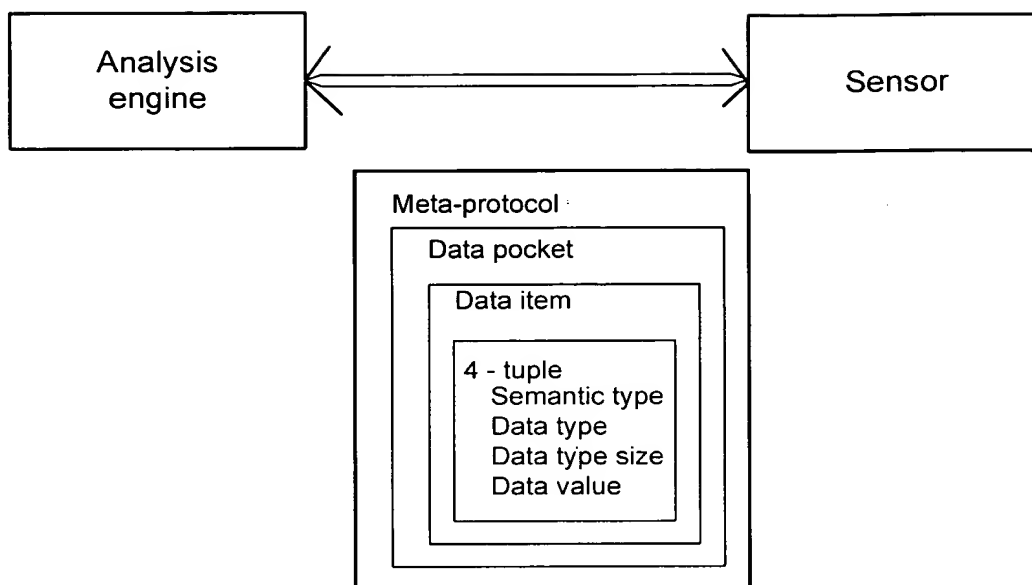 Analysis
engine
Sensor
Meta-protocol
Data pocket
Data item
4 - tuple
Semantic type
Data type
Data type size
Data value